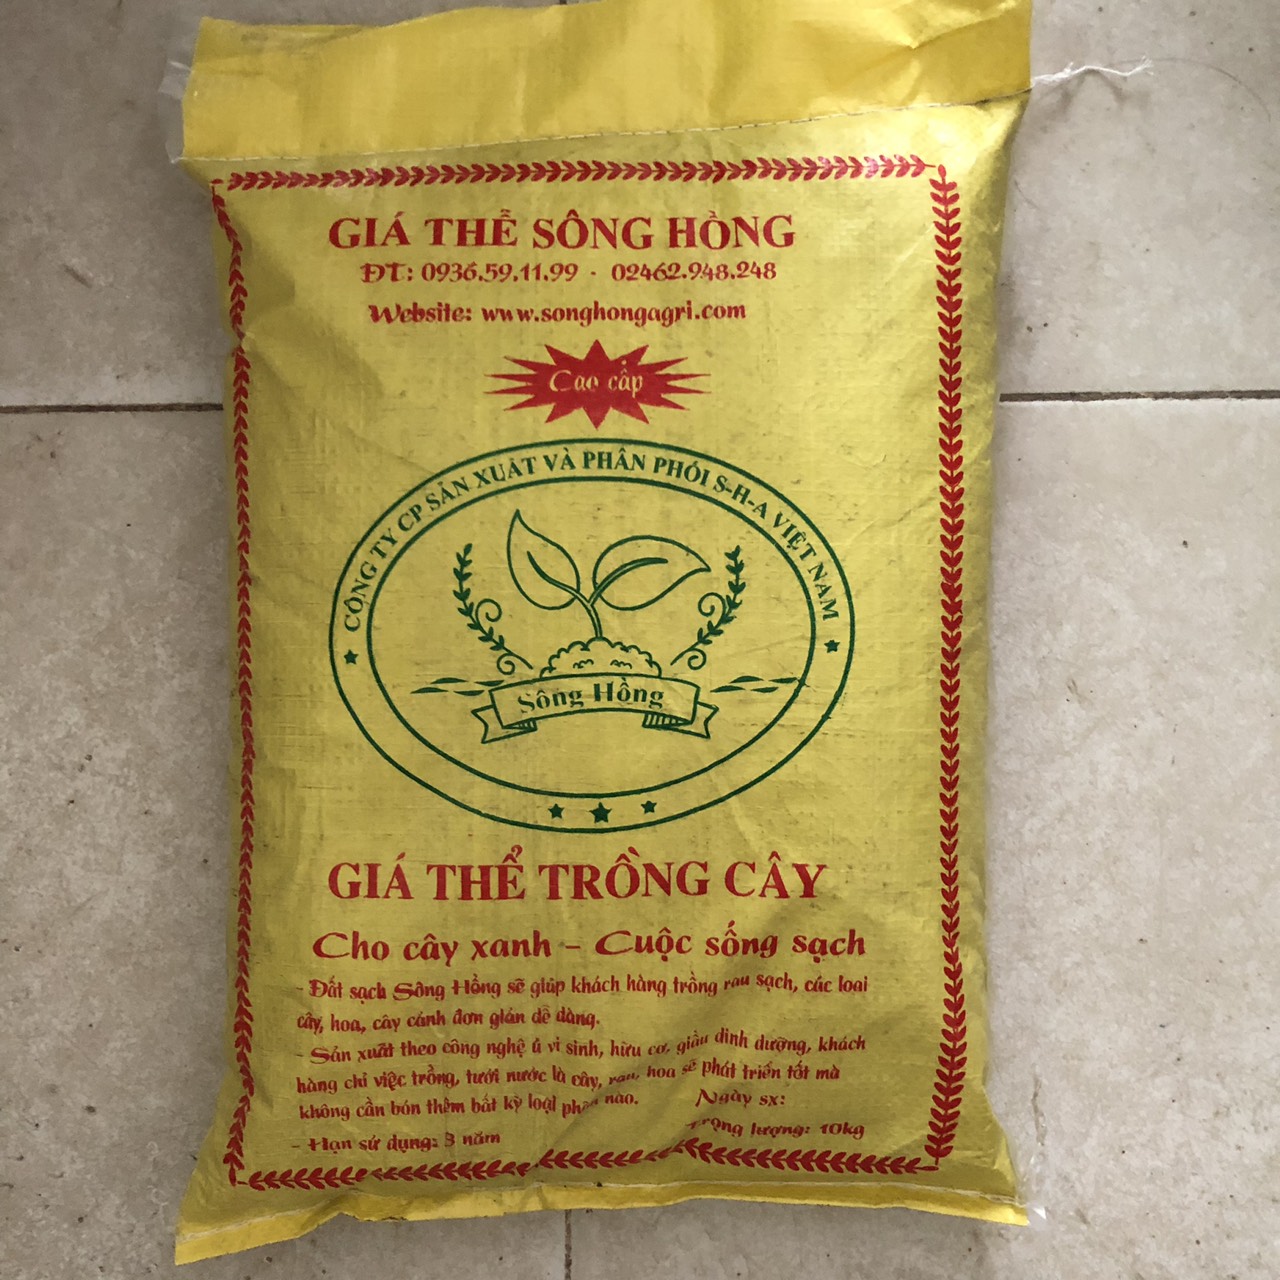 GIÁ THỂ SÔNG HỒNG
ĐT: 0936.59.11.99 - 02462.948.248
Website: www.songhongagri.com
Cao cấp
CÔNG TY CP SẢN XUẤT VÀ PHÂN PHỐI S-H-A VIỆT NAM
Sông Hồng
GIÁ THỂ TRỒNG CÂY
Cho cây xanh - Cuộc sống sạch
- Đất sạch Sông Hồng sẽ giúp khách hàng trồng rau sạch, các loại
cây, hoa, cây cảnh đơn giản dễ dàng.
- Sản xuất theo công nghệ ủ vi sinh, hữu cơ, giầu dinh dưỡng, khách
hàng chỉ việc trồng, tưới nước là cây, rau, hoa sẽ phát triển tốt mà
không cần bón thêm bất kỳ loại phân nào.
Ngày sx:
- Hạn sử dụng: 3 năm
Trọng lượng: 10kg